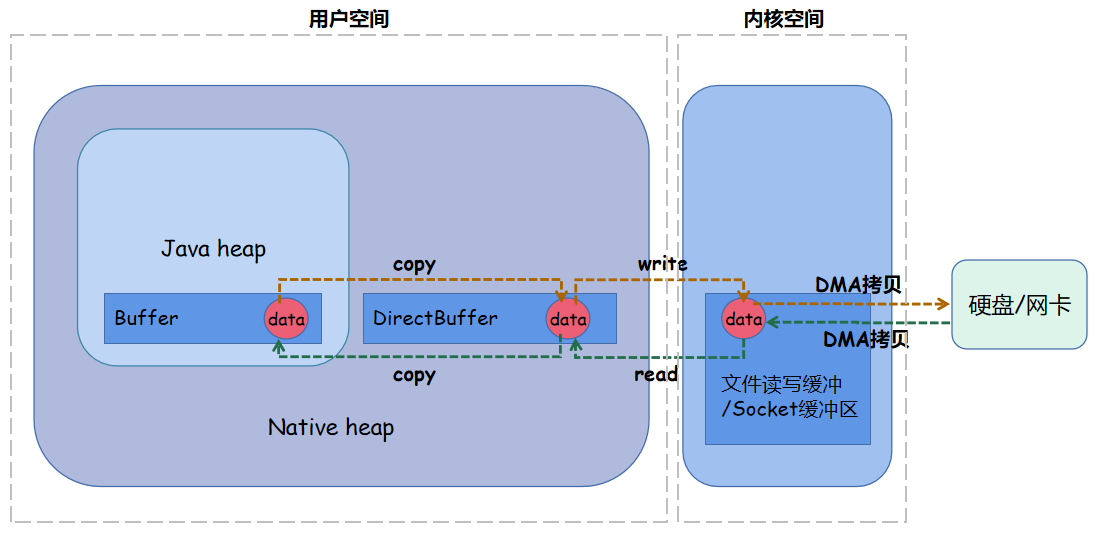 用户空间
内核空间
Java heap
copy
write
DMA拷贝
Buffer
data
DirectBuffer
data
data
硬盘/网卡
DMA拷贝
copy
read
文件读写缓冲
/Socket缓冲区
Native heap